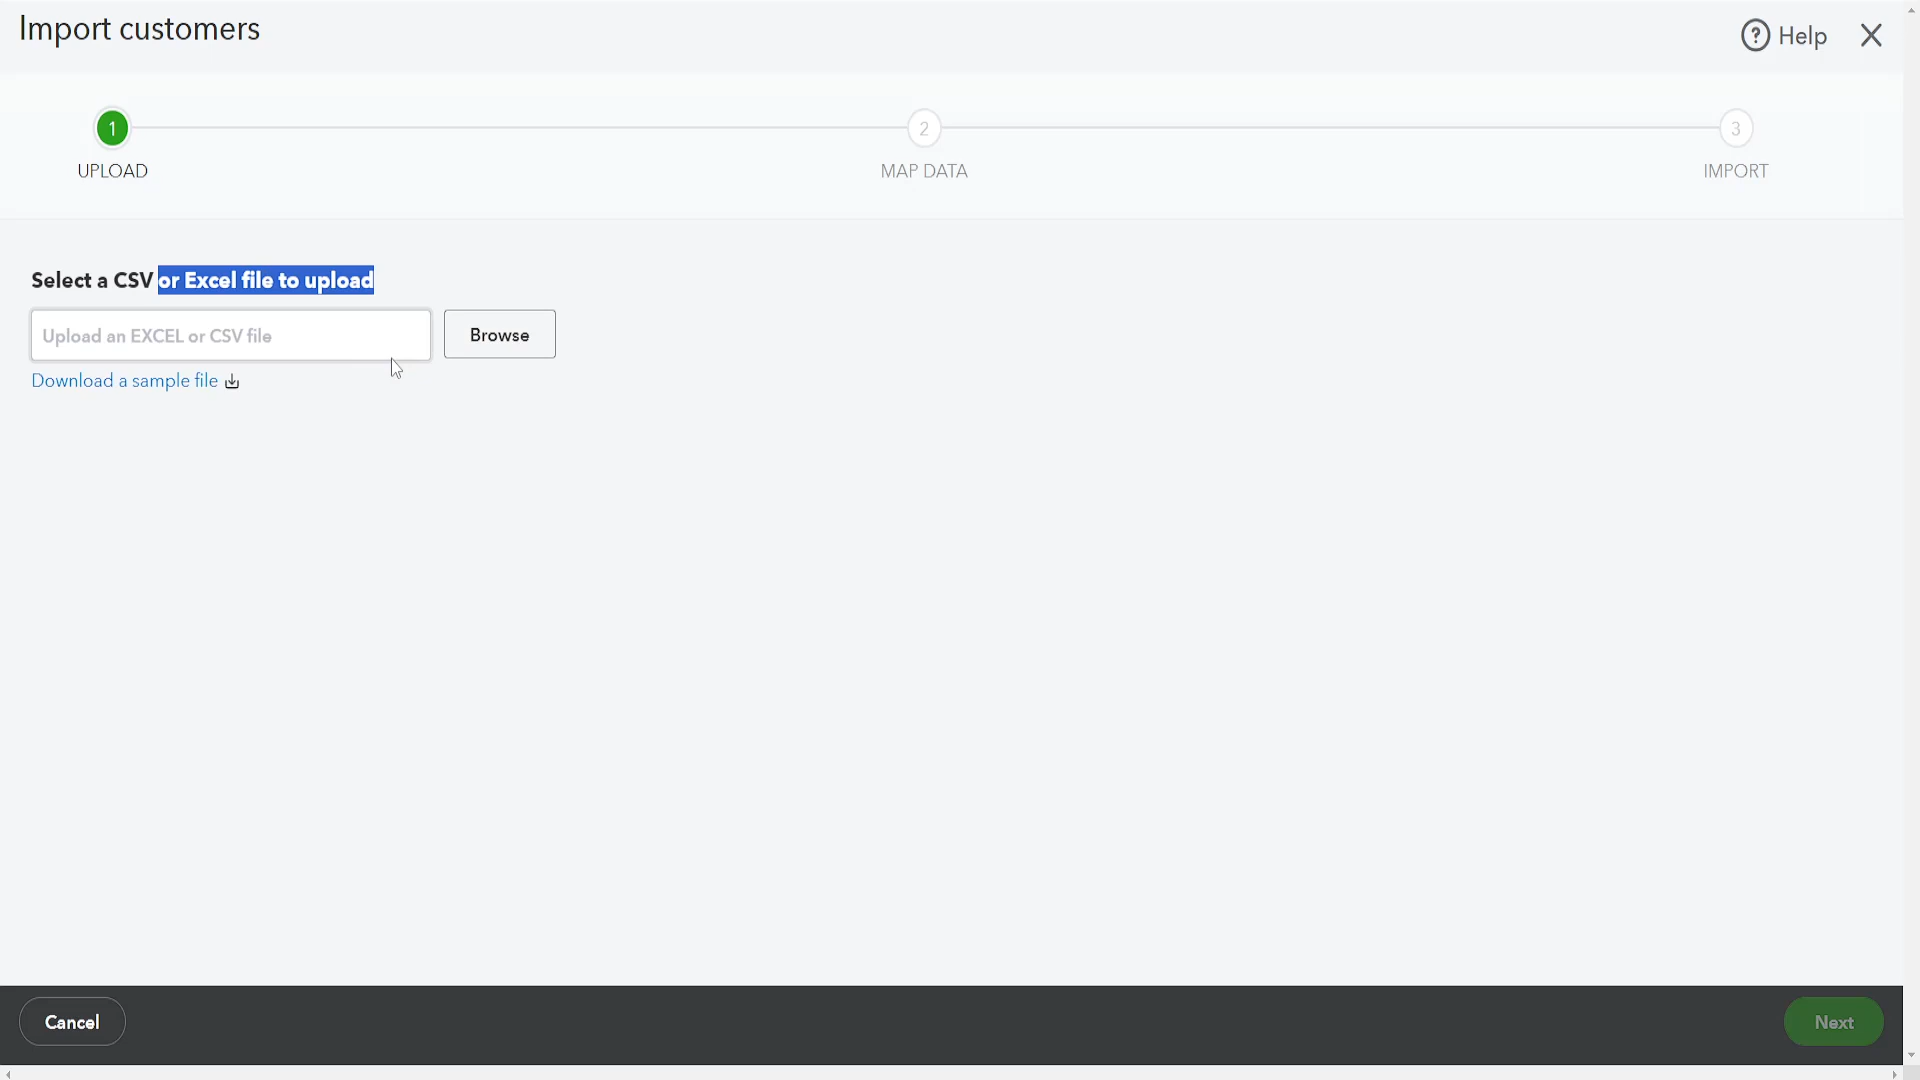 Import customers
? Help
1
2
3
UPLOAD
MAP DATA
IMPORT
Select a CSV or Excel file to upload
Upload an EXCEL or CSV file
Browse
Download a sample file
Cancel
Next